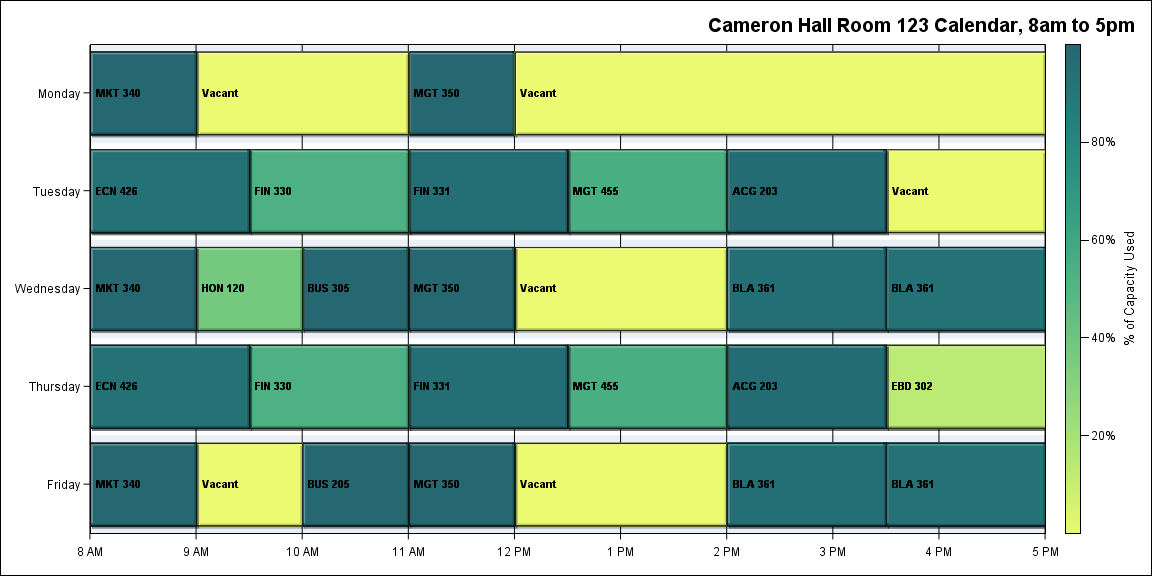 Cameron Hall Room 123 Calendar, 8am to 5pm
Monday
MKT 340
Vacant
MGT 350
Vacant
Tuesday
ECN 426
FIN 330
FIN 331
MGT 455
ACG 203
Vacant
Wednesday
MKT 340
HON 120
BUS 305
MGT 350
Vacant
BLA 361
BLA 361
Thursday
ECN 426
FIN 330
FIN 331
MGT 455
ACG 203
EBD 302
Friday
MKT 340
Vacant
BUS 205
MGT 350
Vacant
BLA 361
BLA 361
8 AM
9 AM
10 AM
11 AM
12 PM
1 PM
2 PM
3 PM
4 PM
5 PM
80%
60%
40%
20%
% of Capacity Used